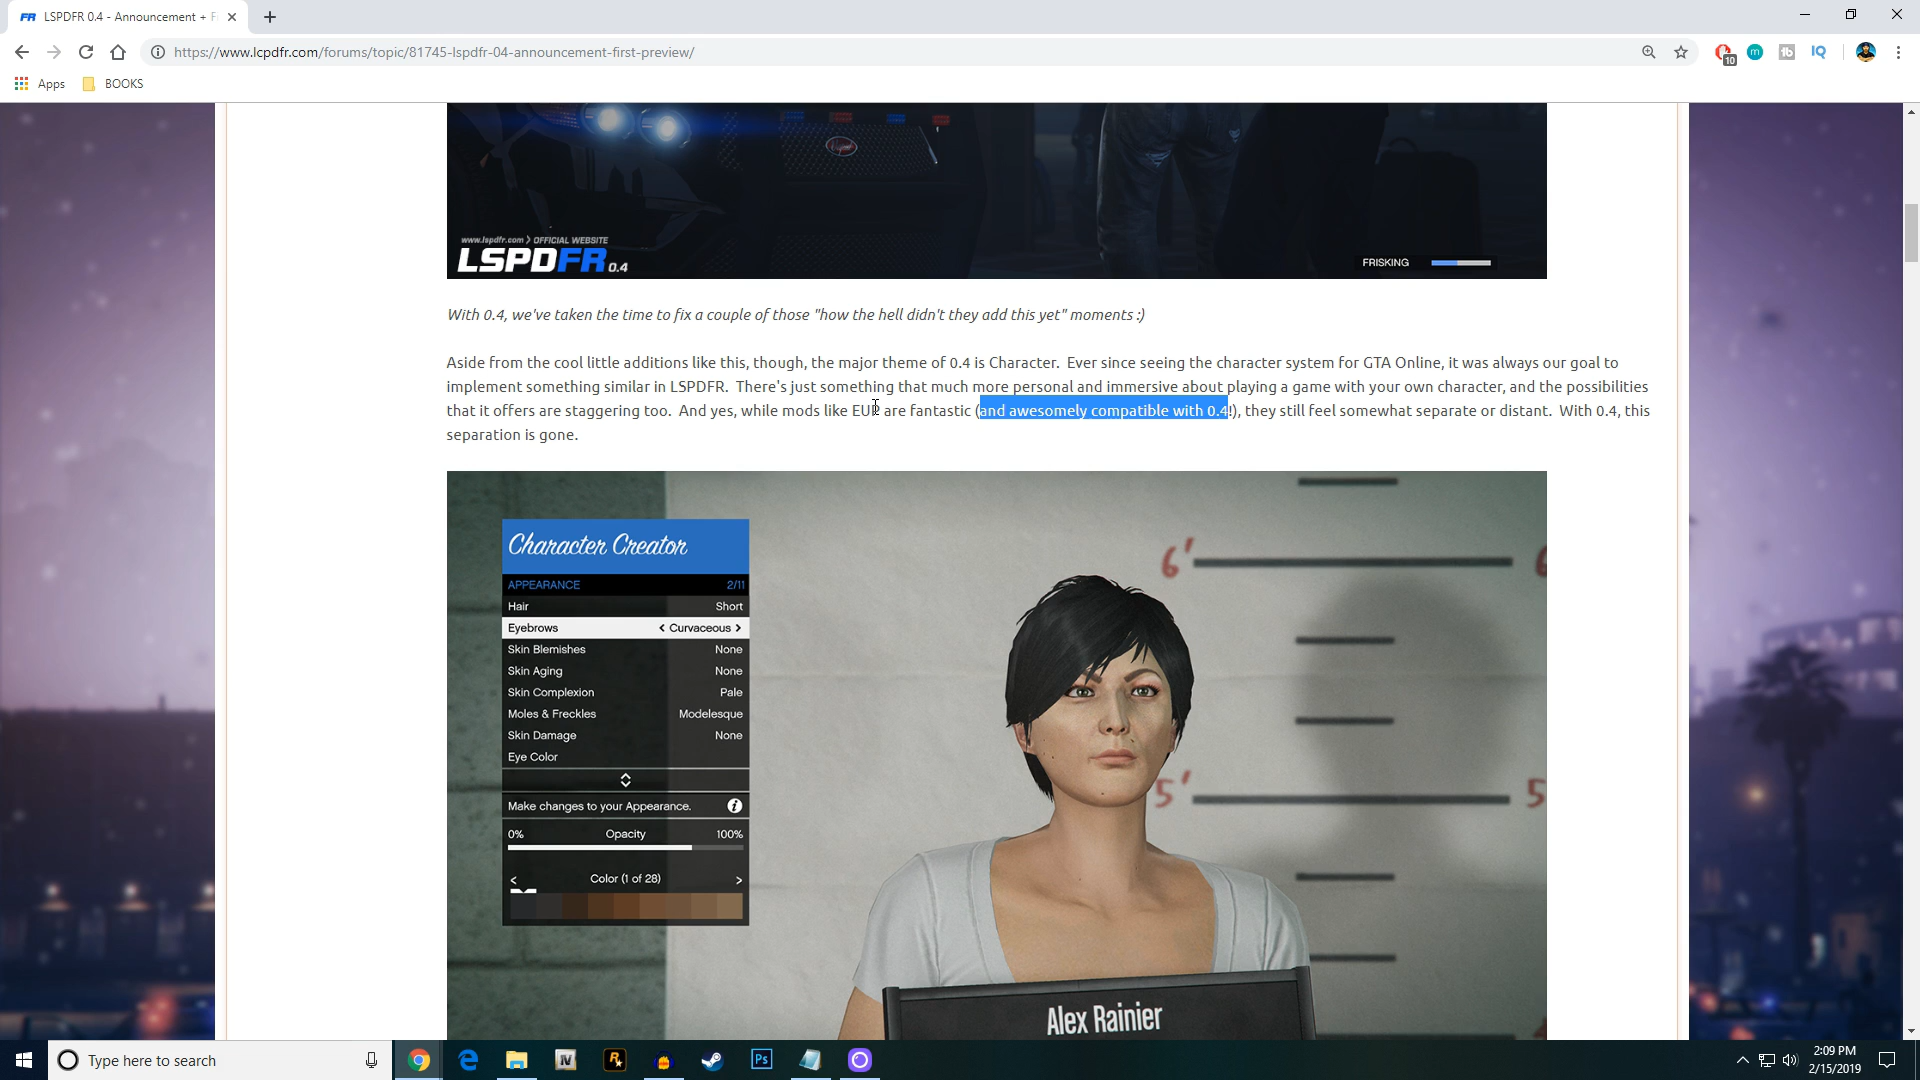 FR LSPDFR 0.4 - Announcement + F
https://www.lcpdfr.com/forums/topic/81745-lspdfr-04-announcement-first-preview/
10
m
tb
IQ
Apps
BOOKS
www.lspdfr.com > OFFICIAL WEBSITE
LSPDFR 0.4
FRISKING
With 0.4, we've taken the time to fix a couple of those "how the hell didn't they add this yet" moments :)
Aside from the cool little additions like this, though, the major theme of 0.4 is Character. Ever since seeing the character system for GTA Online, it was always our goal to
implement something similar in LSPDFR. There's just something that much more personal and immersive about playing a game with your own character, and the possibilities
that it offers are staggering too. And yes, while mods like EUP are fantastic (and awesomely compatible with 0.4!), they still feel somewhat separate or distant. With 0.4, this
separation is gone.
Character Creator
APPEARANCE 2/11
Hair Short
Eyebrows < Curvaceous >
Skin Blemishes None
Skin Aging None
Skin Complexion Pale
Moles & Freckles Modelesque
Skin Damage None
Eye Color
Make changes to your Appearance. i
0% Opacity 100%
< Color (1 of 28) >
6' 6
5' 5
Alex Rainier
Type here to search
IV
R
Ps
2:09 PM
2/15/2019